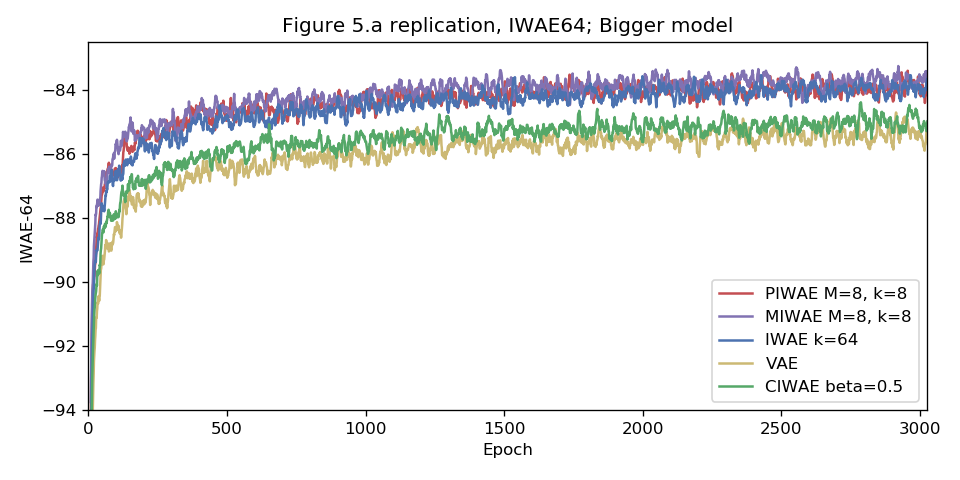 Figure 5.a replication, IWAE64; Bigger model
IWAE-64
−84
−86
−88
−90
−92
−94
0
500
1000
1500
2000
2500
3000
Epoch
PIWAE M=8, k=8
MIWAE M=8, k=8
IWAE k=64
VAE
CIWAE beta=0.5